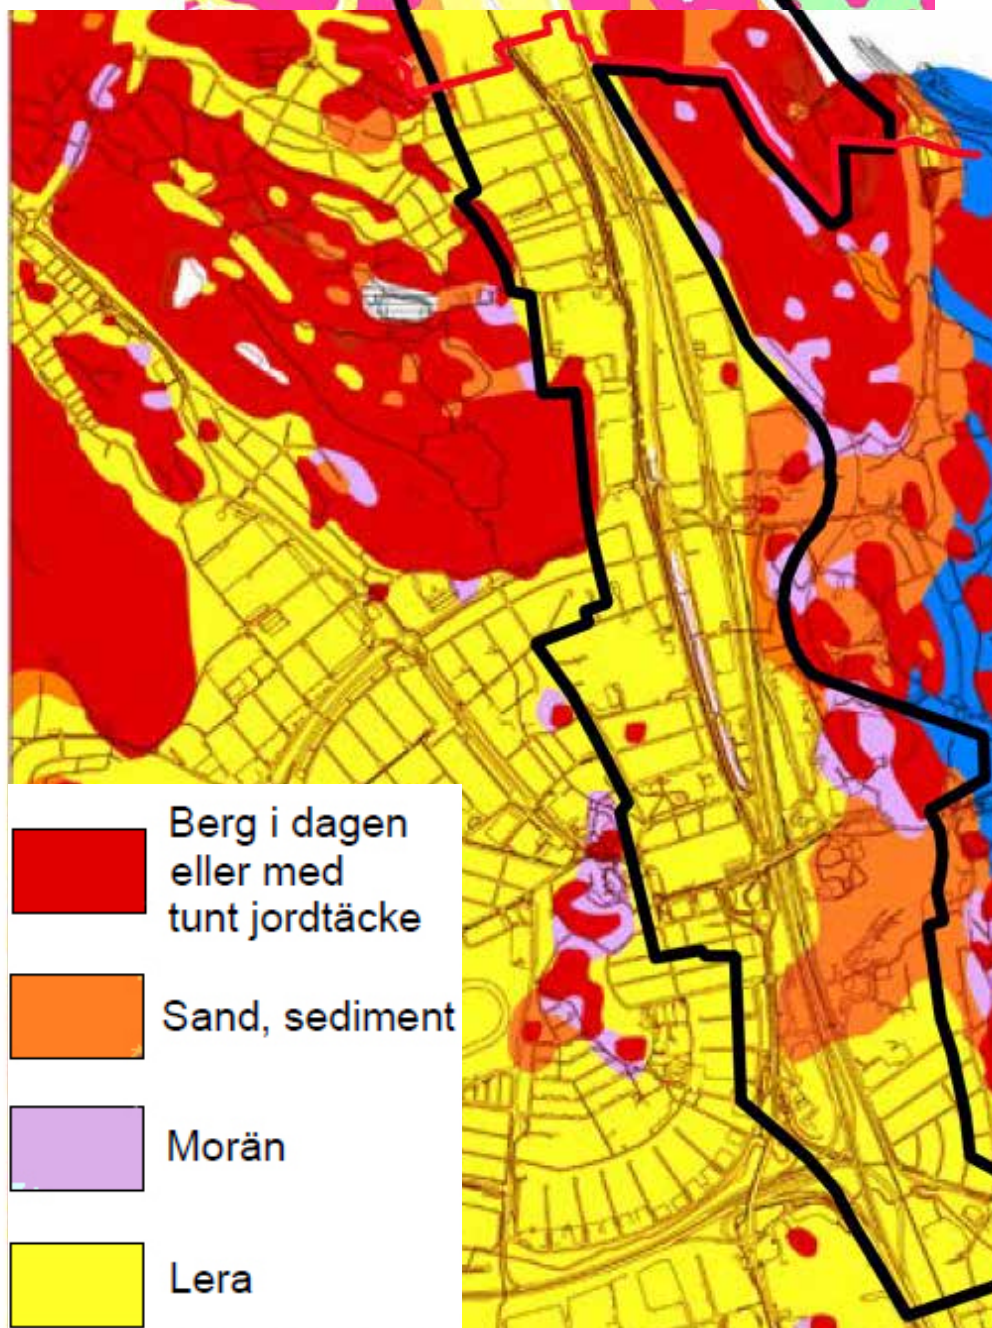 Berg i dagen
eller med
tunt jordtäcke
Sand, sediment
Morän
Lera